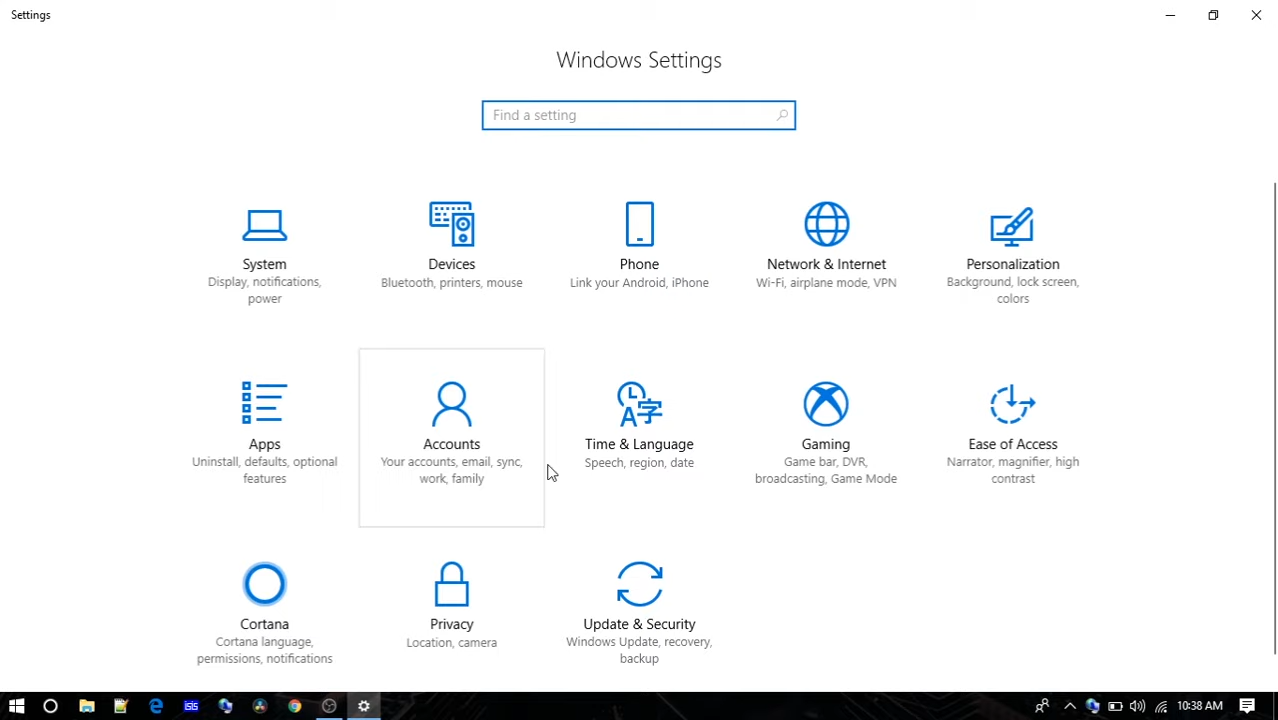 Settings
Windows Settings
Find a setting
System
Display, notifications,
power
Devices
Bluetooth, printers, mouse
Phone
Link your Android, iPhone
Network & Internet
Wi-Fi, airplane mode, VPN
Personalization
Background, lock screen,
colors
Apps
Uninstall, defaults, optional
features
Accounts
Your accounts, email, sync,
work, family
A字
Time & Language
Speech, region, date
Gaming
Game bar, DVR,
broadcasting, Game Mode
Ease of Access
Narrator, magnifier, high
contrast
Cortana
Cortana language,
permissions, notifications
Privacy
Location, camera
Update & Security
Windows Update, recovery,
backup
ISIS
10:38 AM